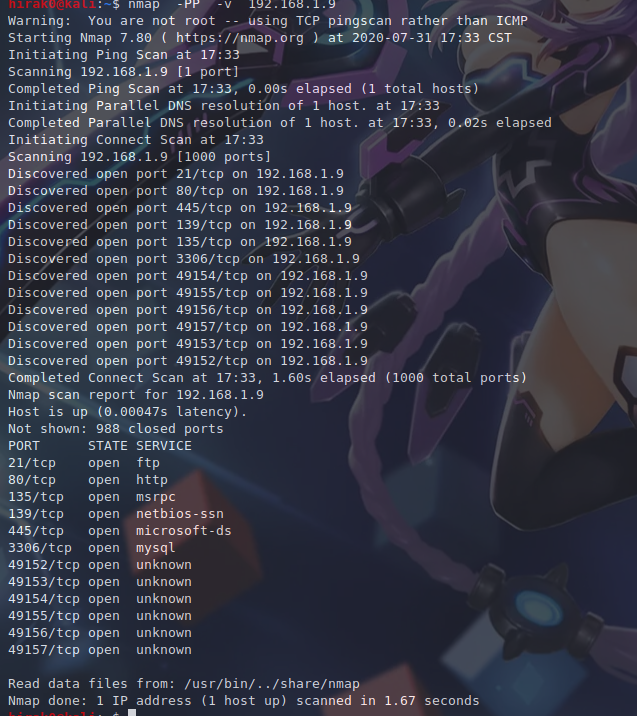 hirak0@kali:~$ nmap  -PP  -v  192.168.1.9
Warning:  You are not root -- using TCP pingscan rather than ICMP
Starting Nmap 7.80 ( https://nmap.org ) at 2020-07-31 17:33 CST
Initiating Ping Scan at 17:33
Scanning 192.168.1.9 [1 port]
Completed Ping Scan at 17:33, 0.00s elapsed (1 total hosts)
Initiating Parallel DNS resolution of 1 host. at 17:33
Completed Parallel DNS resolution of 1 host. at 17:33, 0.02s elapsed
Initiating Connect Scan at 17:33
Scanning 192.168.1.9 [1000 ports]
Discovered open port 21/tcp on 192.168.1.9
Discovered open port 80/tcp on 192.168.1.9
Discovered open port 445/tcp on 192.168.1.9
Discovered open port 139/tcp on 192.168.1.9
Discovered open port 135/tcp on 192.168.1.9
Discovered open port 3306/tcp on 192.168.1.9
Discovered open port 49154/tcp on 192.168.1.9
Discovered open port 49155/tcp on 192.168.1.9
Discovered open port 49156/tcp on 192.168.1.9
Discovered open port 49157/tcp on 192.168.1.9
Discovered open port 49153/tcp on 192.168.1.9
Discovered open port 49152/tcp on 192.168.1.9
Completed Connect Scan at 17:33, 1.60s elapsed (1000 total ports)
Nmap scan report for 192.168.1.9
Host is up (0.00047s latency).
Not shown: 988 closed ports
PORT      STATE SERVICE
21/tcp    open  ftp
80/tcp    open  http
135/tcp   open  msrpc
139/tcp   open  netbios-ssn
445/tcp   open  microsoft-ds
3306/tcp  open  mysql
49152/tcp open  unknown
49153/tcp open  unknown
49154/tcp open  unknown
49155/tcp open  unknown
49156/tcp open  unknown
49157/tcp open  unknown
Read data files from: /usr/bin/../share/nmap
Nmap done: 1 IP address (1 host up) scanned in 1.67 seconds